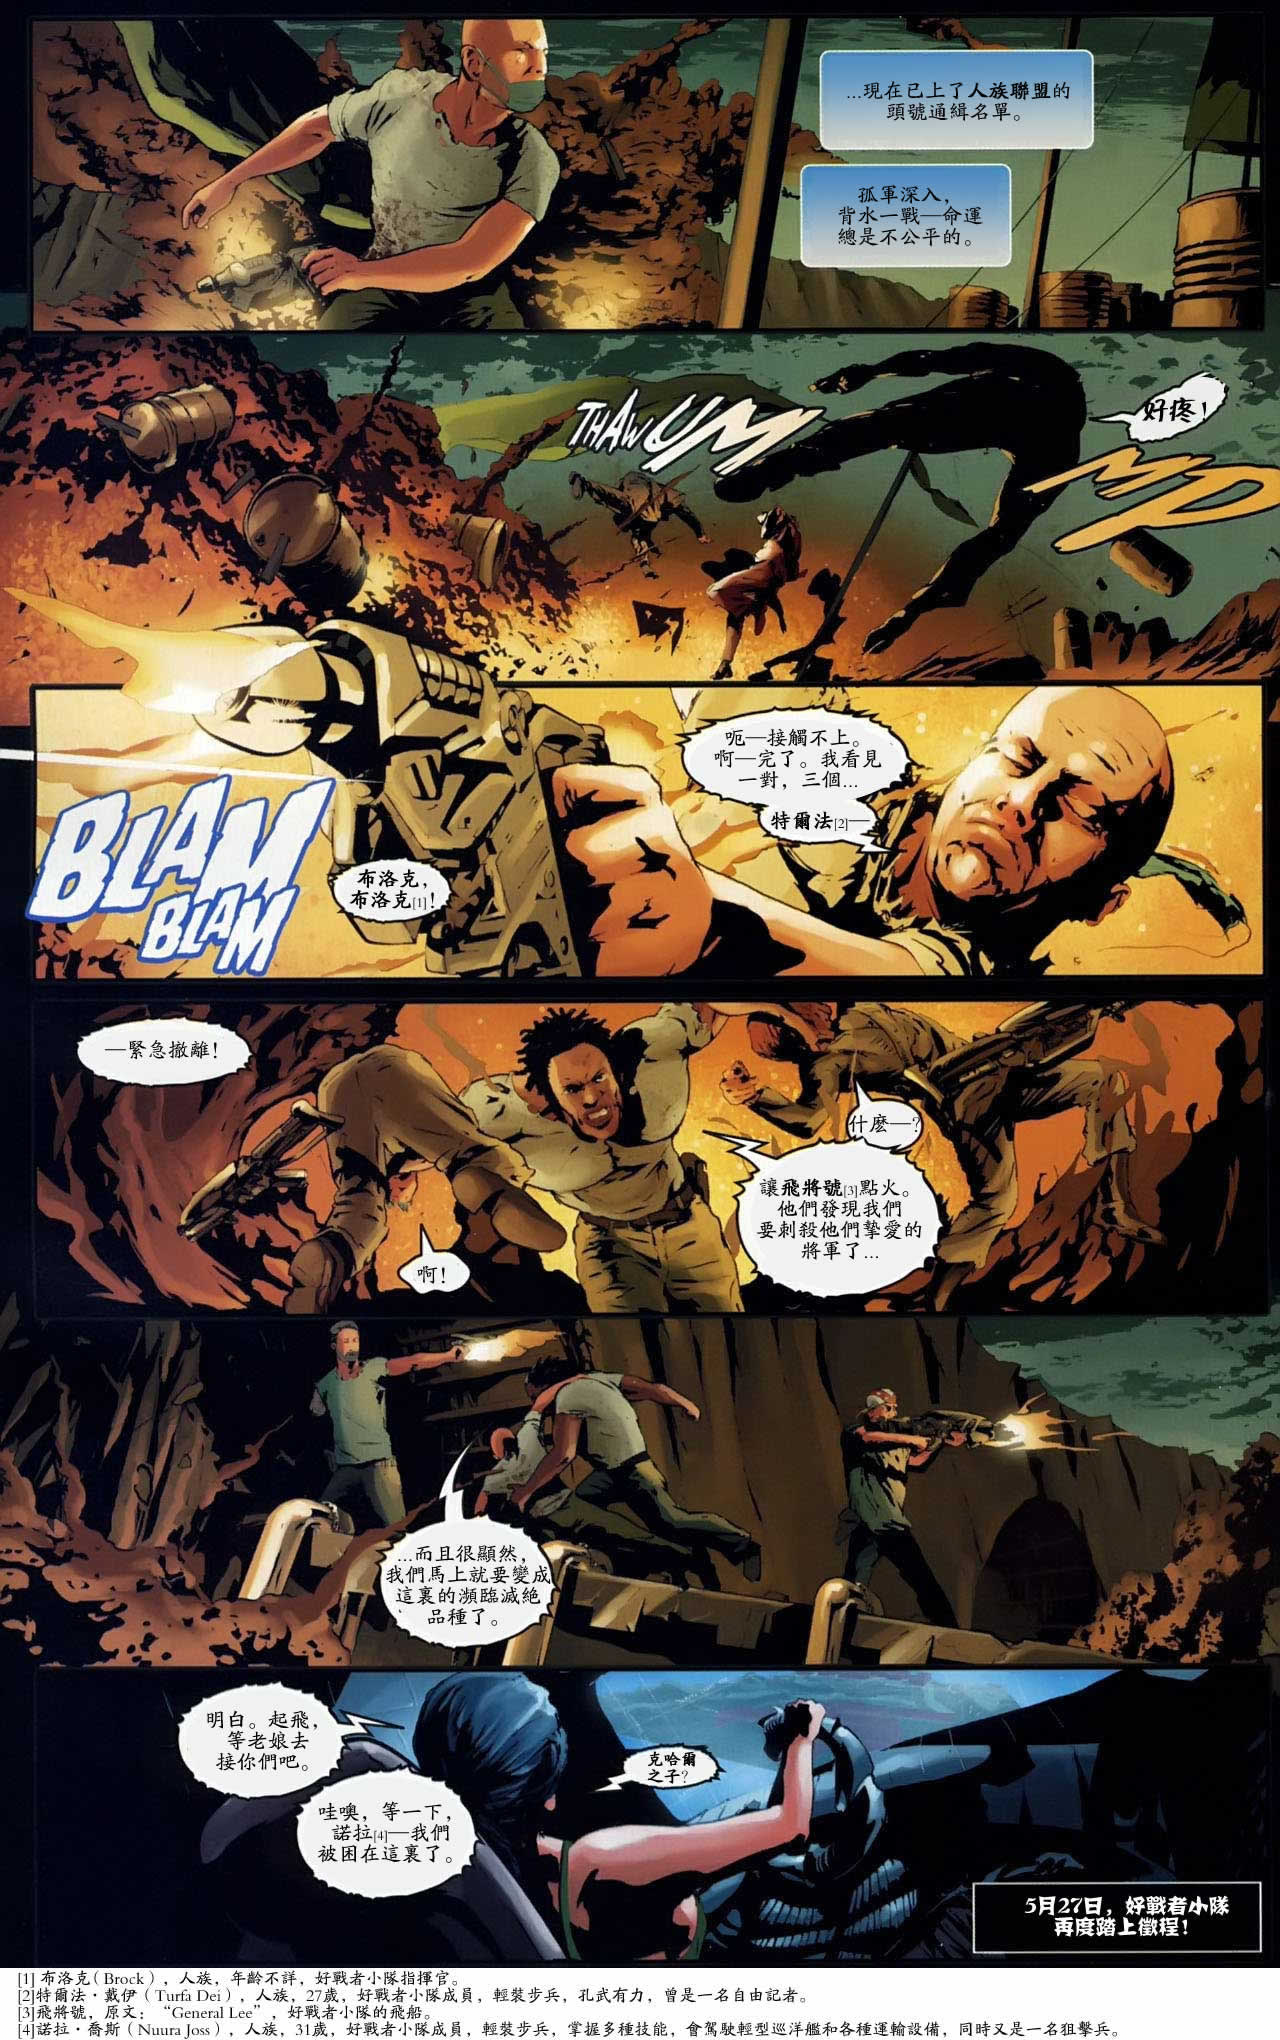 ...現在已上了人族聯盟的
頭號通緝名單。
孤軍深入，
背水一戰—命運
總是不公平的。
THAWUMM
好疼！
MP
呃—接觸不上。
啊—完了。我看見
一對，三個...
特爾法[2]—
BLAM
BLAM
布洛克，
布洛克[1]！
—緊急撤離！
什麼—？
讓飛將號[3]點火。
他們發現我們
要刺殺他們摯愛的
將軍了...
啊！
...而且很顯然，
我們馬上就要變成
這裏的瀕臨滅絕
品種了。
明白。起飛，
等老娘去
接你們吧。
克哈爾
之子？
哇噢，等一下，
諾拉[4]—我們
被困在這裏了。
5月27日，好戰者小隊
再度踏上徵程！
[1] 布洛克（Brock），人族，年齡不詳，好戰者小隊指揮官。
[2]特爾法·戴伊（Turfa Dei），人族，27歲，好戰者小隊成員，輕裝步兵，孔武有力，曾是一名自由記者。
[3]飛將號，原文：“General Lee”，好戰者小隊的飛船。
[4]諾拉·喬斯（Nuura Joss），人族，31歲，好戰者小隊成員，輕裝步兵，掌握多種技能，會駕駛輕型巡洋艦和各種運輸設備，同時又是一名狙擊兵。